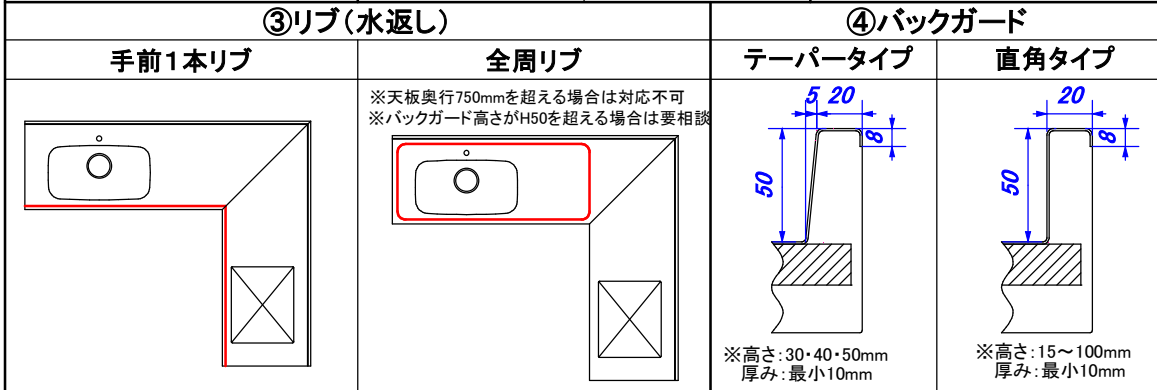 ③リブ(水返し)
④バックガード
手前1本リブ
全周リブ
テーパータイプ
直角タイプ
※天板奥行750mmを超える場合は対応不可
※バックガード高さがH50を超える場合は要相談
5 20
8
50
※高さ:30・40・50mm
厚み:最小10mm
20
8
50
※高さ:15～100mm
厚み:最小10mm